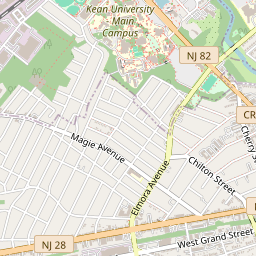 Kean University
Main
Campus
NJ 82
CR
Cherry S
Magie Avenue
Elmora Avenue
Chilton Street
NJ 28
West Grand Street